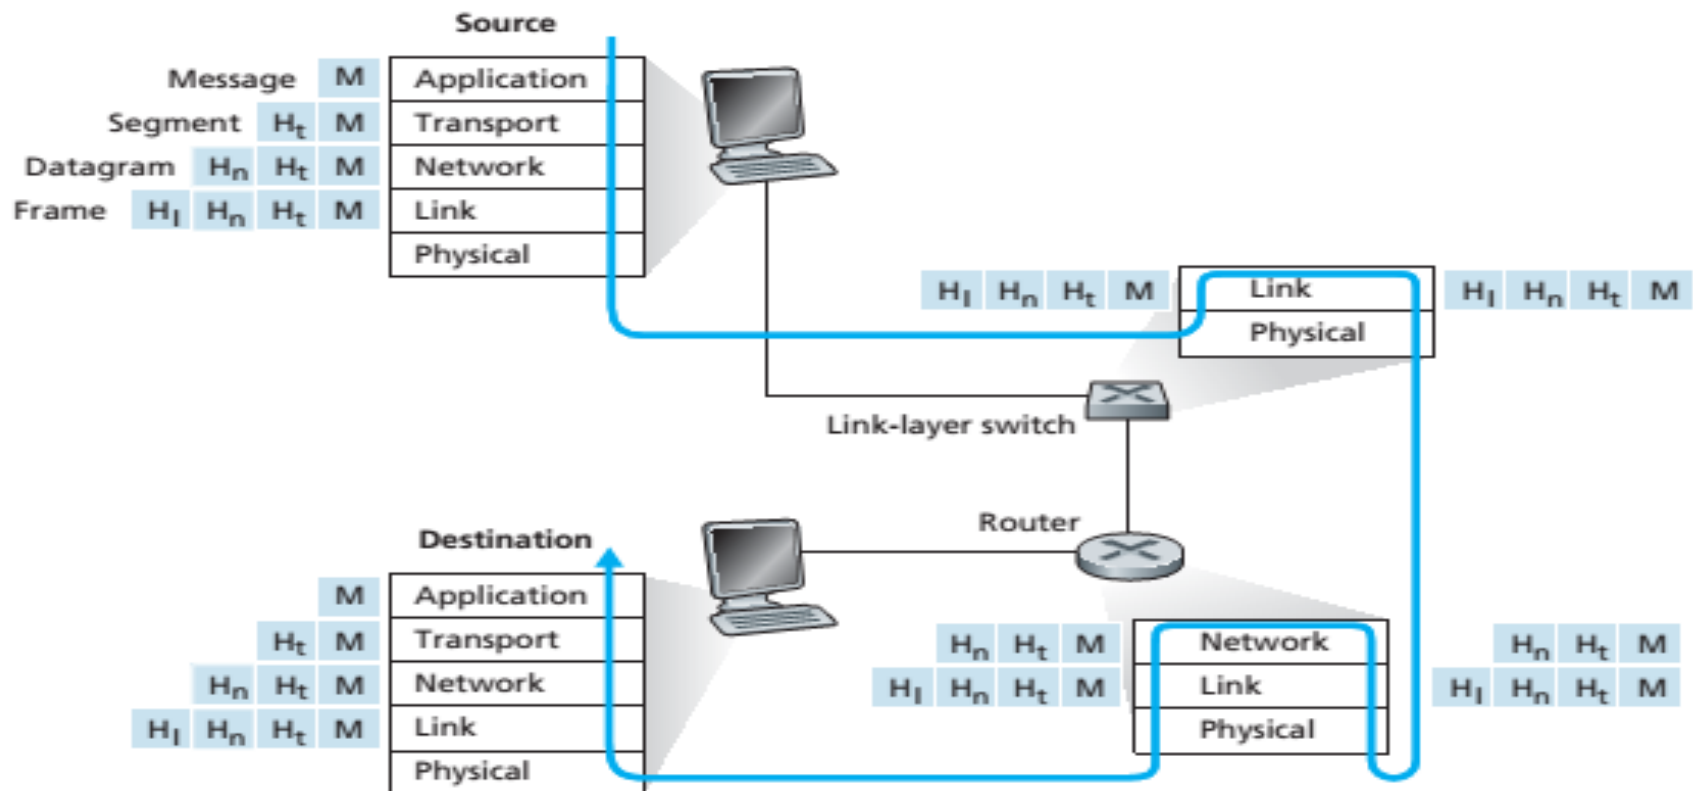 Source
Message M Application
Segment Ht M Transport
Datagram Hn Ht M Network
Frame Hl Hn Ht M Link
Physical
Hl Hn Ht M Link Hl Hn Ht M
Physical
Link-layer switch
Router
Destination
M Application
Ht M Transport
Hn Ht M Network
Hl Hn Ht M Link
Physical
Hn Ht M Network Hn Ht M
Hl Hn Ht M Link Hl Hn Ht M
Physical